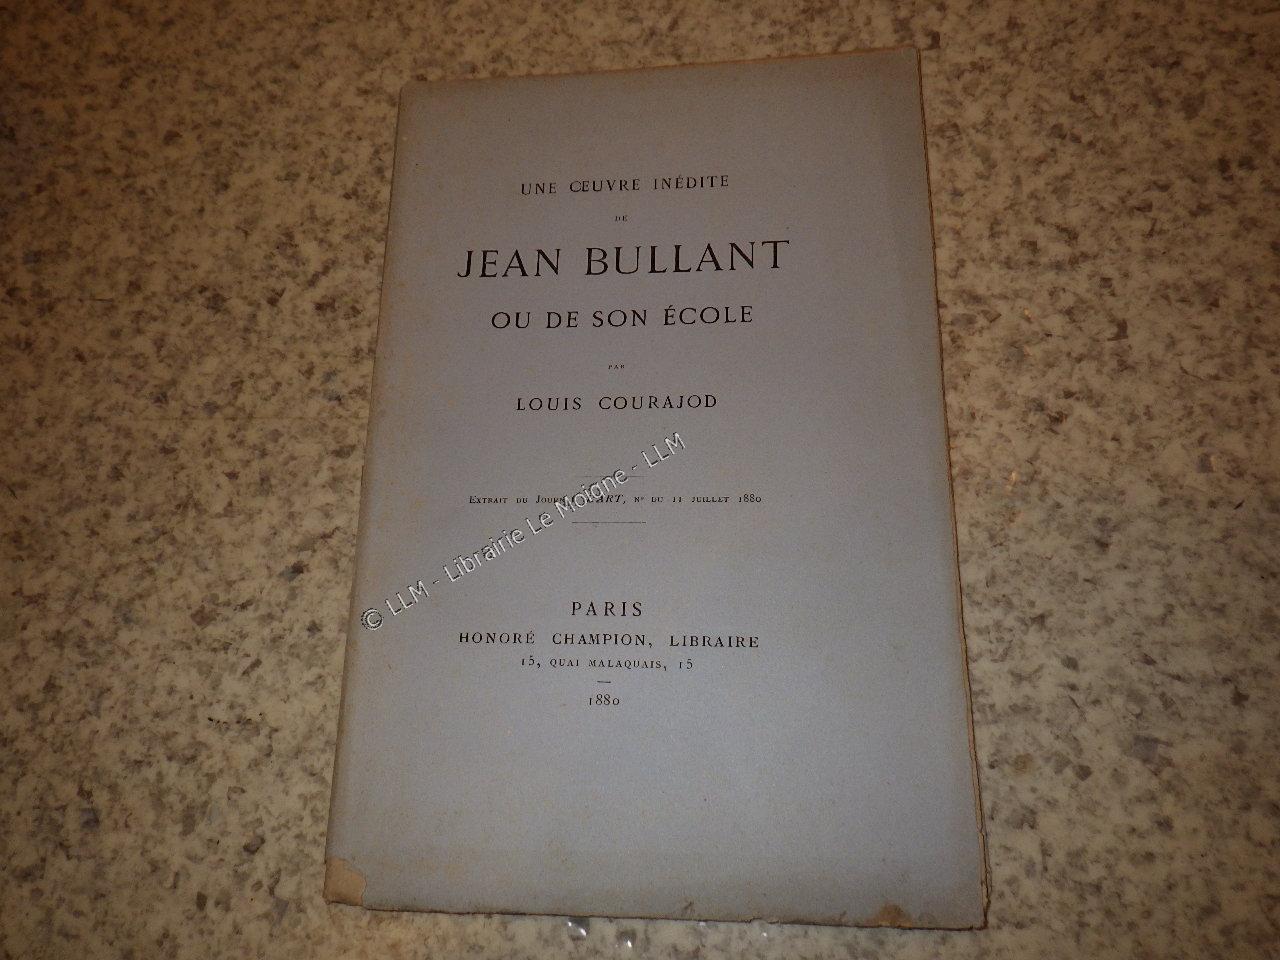 UNE ŒUVRE INÉDITE
DE
JEAN BULLANT
OU DE SON ÉCOLE
PAR
LOUIS COURAJOD
EXTRAIT DU JOURNAL L'ART, Nº DU 11 JUILLET 1880
PARIS
HONORÉ CHAMPION, LIBRAIRE
15, QUAI MALAQUAIS, 15
1880
© LLM - Librairie Le Moigne - LLM